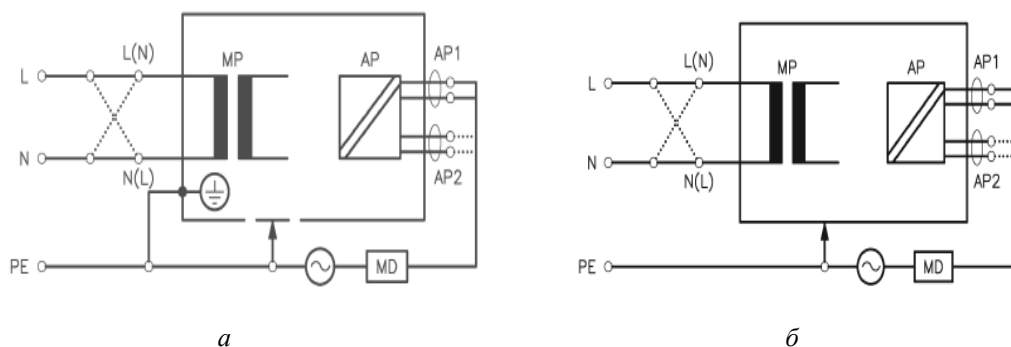 L(N) MP AP AP1
L
N
N(L) AP2
PE MD
а
L(N) MP AP AP1
L
N
N(L) AP2
PE MD
б